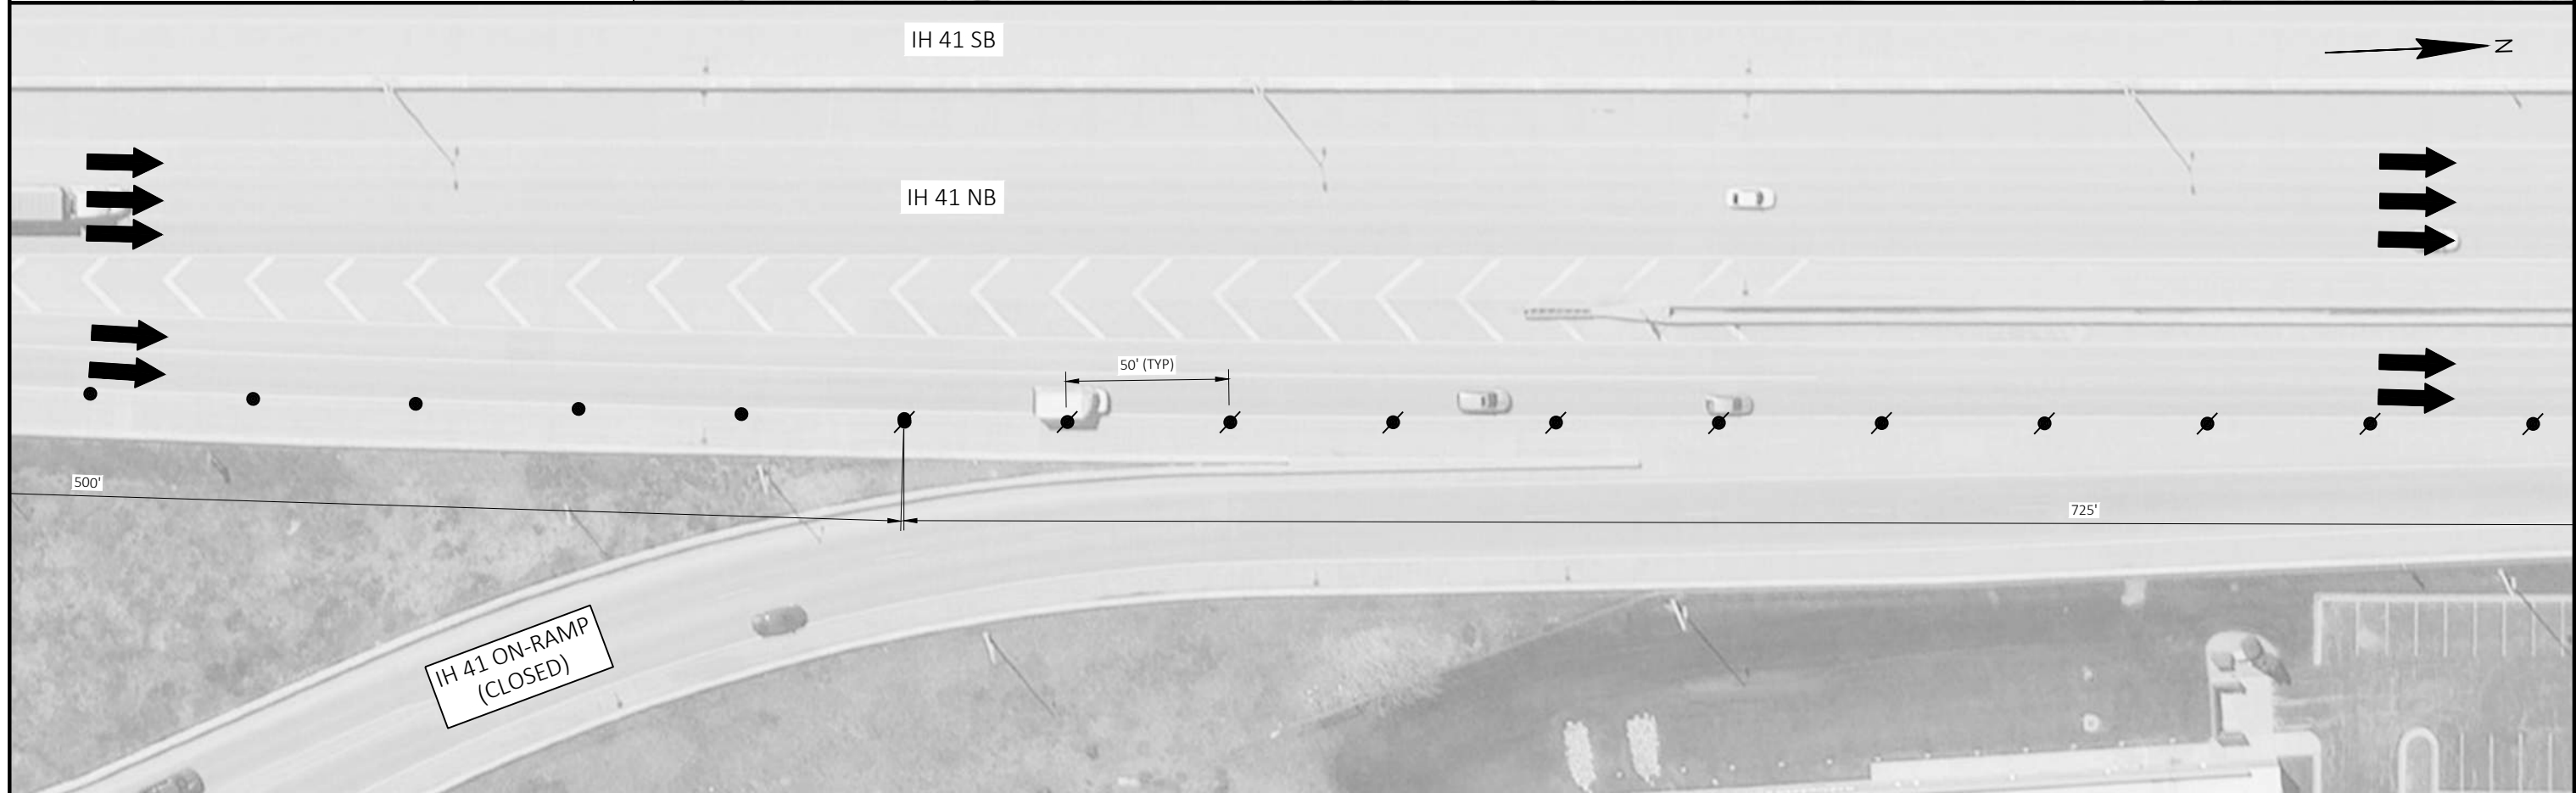 IH 41 SB
N
IH 41 NB
50' (TYP)
500'
725'
IH 41 ON-RAMP
(CLOSED)